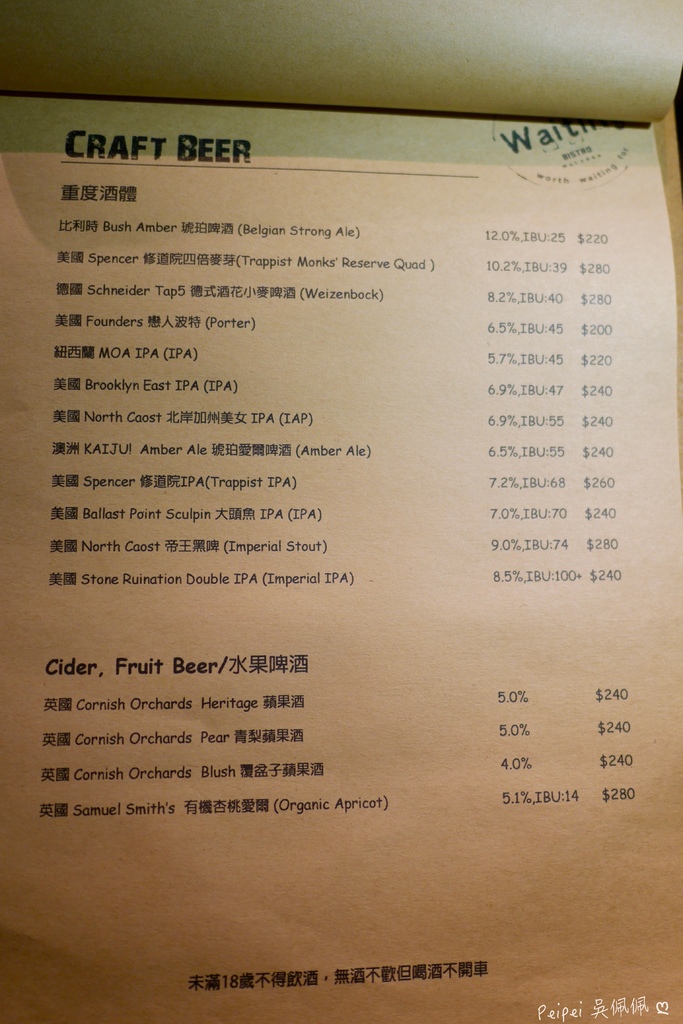 CRAFT BEER
BISTRO
worth waiting for
重度酒體
比利時 Bush Amber 琥珀啤酒 (Belgian Strong Ale) 12.0%,IBU:25 $220
美國 Spencer 修道院四倍麥芽(Trappist Monks' Reserve Quad ) 10.2%,IBU:39 $280
德國 Schneider Tap5 德式酒花小麥啤酒 (Weizenbock) 8.2%,IBU:40 $280
美國 Founders 戀人波特 (Porter) 6.5%,IBU:45 $200
紐西蘭 MOA IPA (IPA) 5.7%,IBU:45 $220
美國 Brooklyn East IPA (IPA) 6.9%,IBU:47 $240
美國 North Caost 北岸加州美女 IPA (IAP) 6.9%,IBU:55 $240
澳洲 KAIJU! Amber Ale 琥珀愛爾啤酒 (Amber Ale) 6.5%,IBU:55 $240
美國 Spencer 修道院IPA(Trappist IPA) 7.2%,IBU:68 $260
美國 Ballast Point Sculpin 大頭魚 IPA (IPA) 7.0%,IBU:70 $240
美國 North Caost 帝王黑啤 (Imperial Stout) 9.0%,IBU:74 $280
美國 Stone Ruination Double IPA (Imperial IPA) 8.5%,IBU:100+ $240
Cider, Fruit Beer/水果啤酒
英國 Cornish Orchards Heritage 蘋果酒 5.0% $240
英國 Cornish Orchards Pear 青梨蘋果酒 5.0% $240
英國 Cornish Orchards Blush 覆盆子蘋果酒 4.0% $240
英國 Samuel Smith's 有機杏桃愛爾 (Organic Apricot) 5.1%,IBU:14 $280
未滿18歲不得飲酒，無酒不歡但喝酒不開車
Peipei 吳佩佩